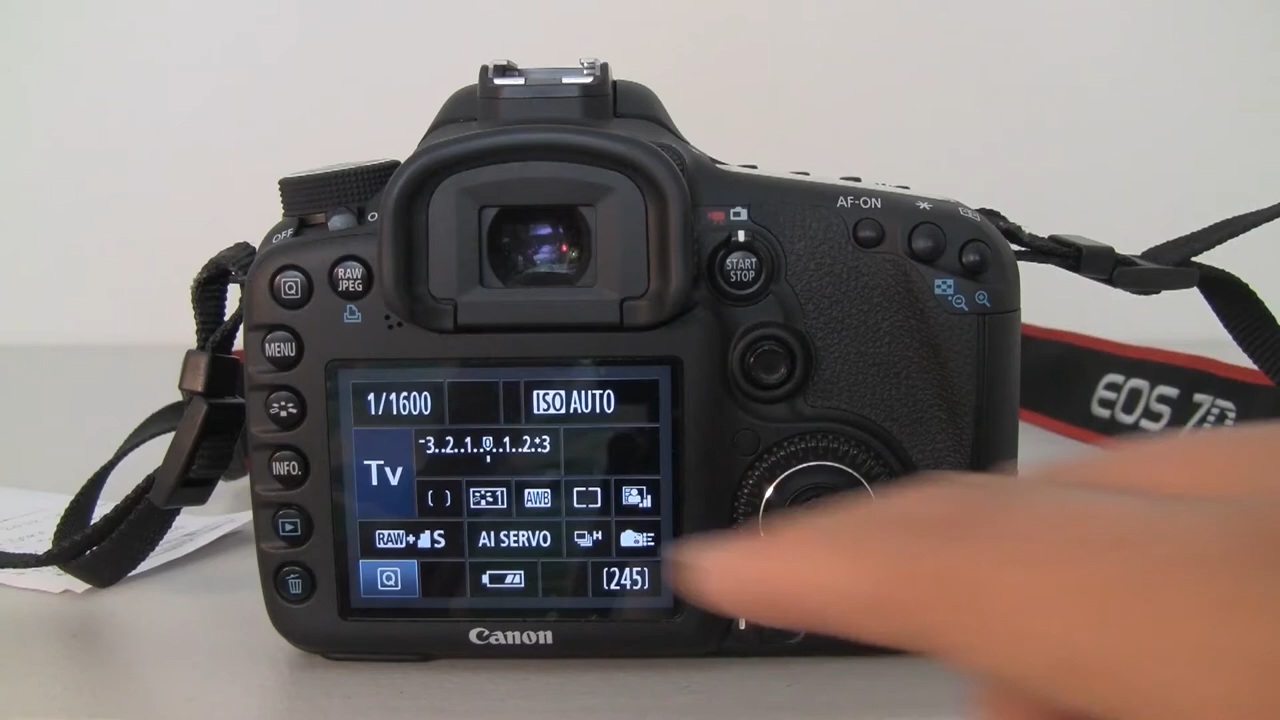 AF-ON
OFF
Q
RAW
JPEG
START
STOP
MENU
INFO.
1/1600
ISO AUTO
-3..2..1..0..1..2.+3
Tv
1
AWB
RAW+ S
AI SERVO
H
Q
(245)
Canon
EOS 7D